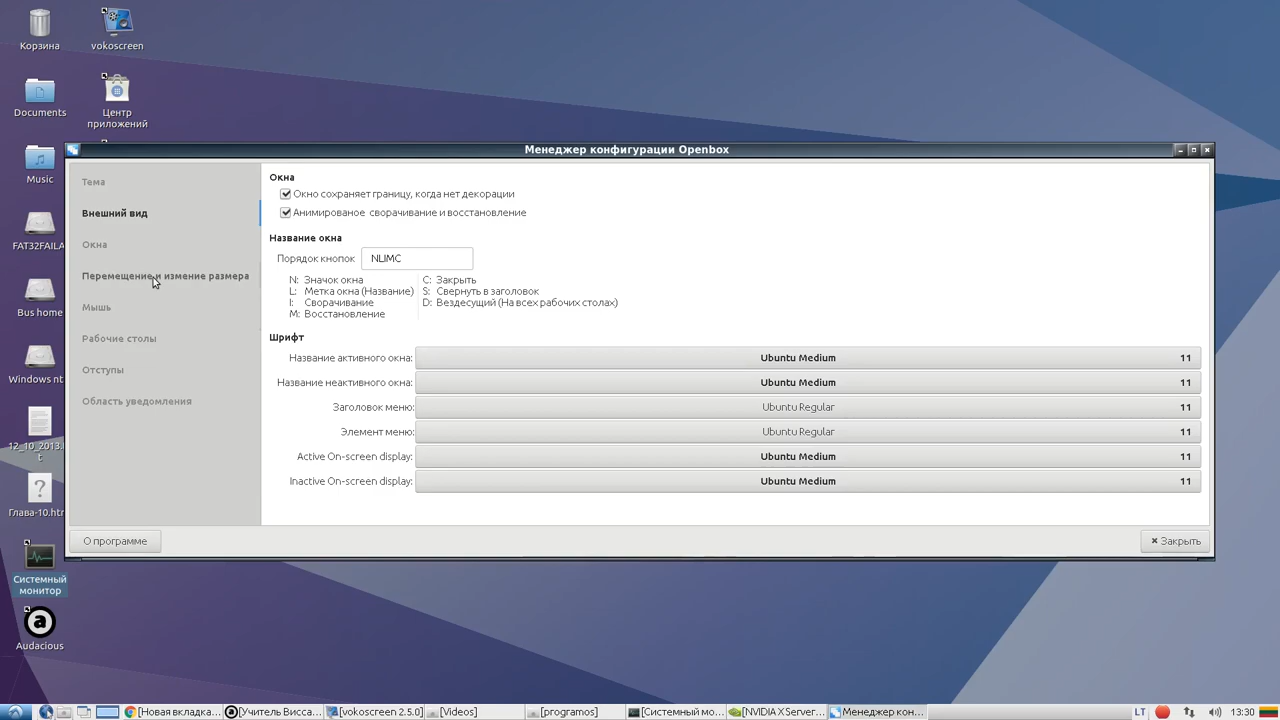 Корзина
vokoscreen
Documents
Центр
приложений
Music
FAT32FAILA
Bus home
Windows nt
12_10_2013.l
t
Глава-10.htm
Системный
монитор
Audacious
Менеджер конфигурации Openbox
Тема
Внешний вид
Окна
Перемещение и измение размера
Мышь
Рабочие столы
Отступы
Область уведомления
Окна
Окно сохраняет границу, когда нет декорации
Анимированое сворачивание и восстановление
Название окна
Порядок кнопок NLIMC
N: Значок окна C: Закрыть
L: Метка окна (Название) S: Свернуть в заголовок
I: Сворачивание D: Вездесущий (На всех рабочих столах)
M: Восстановление
Шрифт
Название активного окна: Ubuntu Medium 11
Название неактивного окна: Ubuntu Medium 11
Заголовок меню: Ubuntu Regular 11
Элемент меню: Ubuntu Regular 11
Active On-screen display: Ubuntu Medium 11
Inactive On-screen display: Ubuntu Medium 11
О программе
Закрыть
[Новая вкладка... [Учитель Висса... [vokoscreen 2.5.0] [Videos] [programos] [Системный мо... [NVIDIA X Server... Менеджер кон... LT 13:30